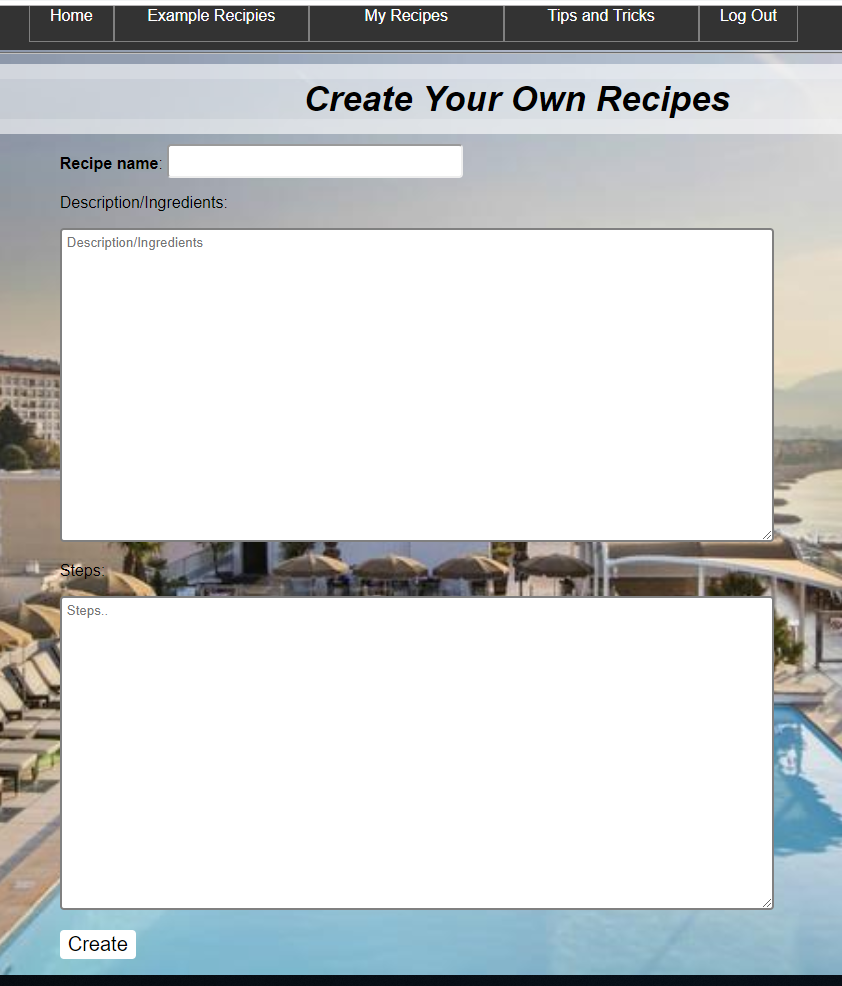 Home Example Recipies My Recipes Tips and Tricks Log Out
Create Your Own Recipes
Recipe name:
Description/Ingredients:
Description/Ingredients
Steps:
Steps..
Create